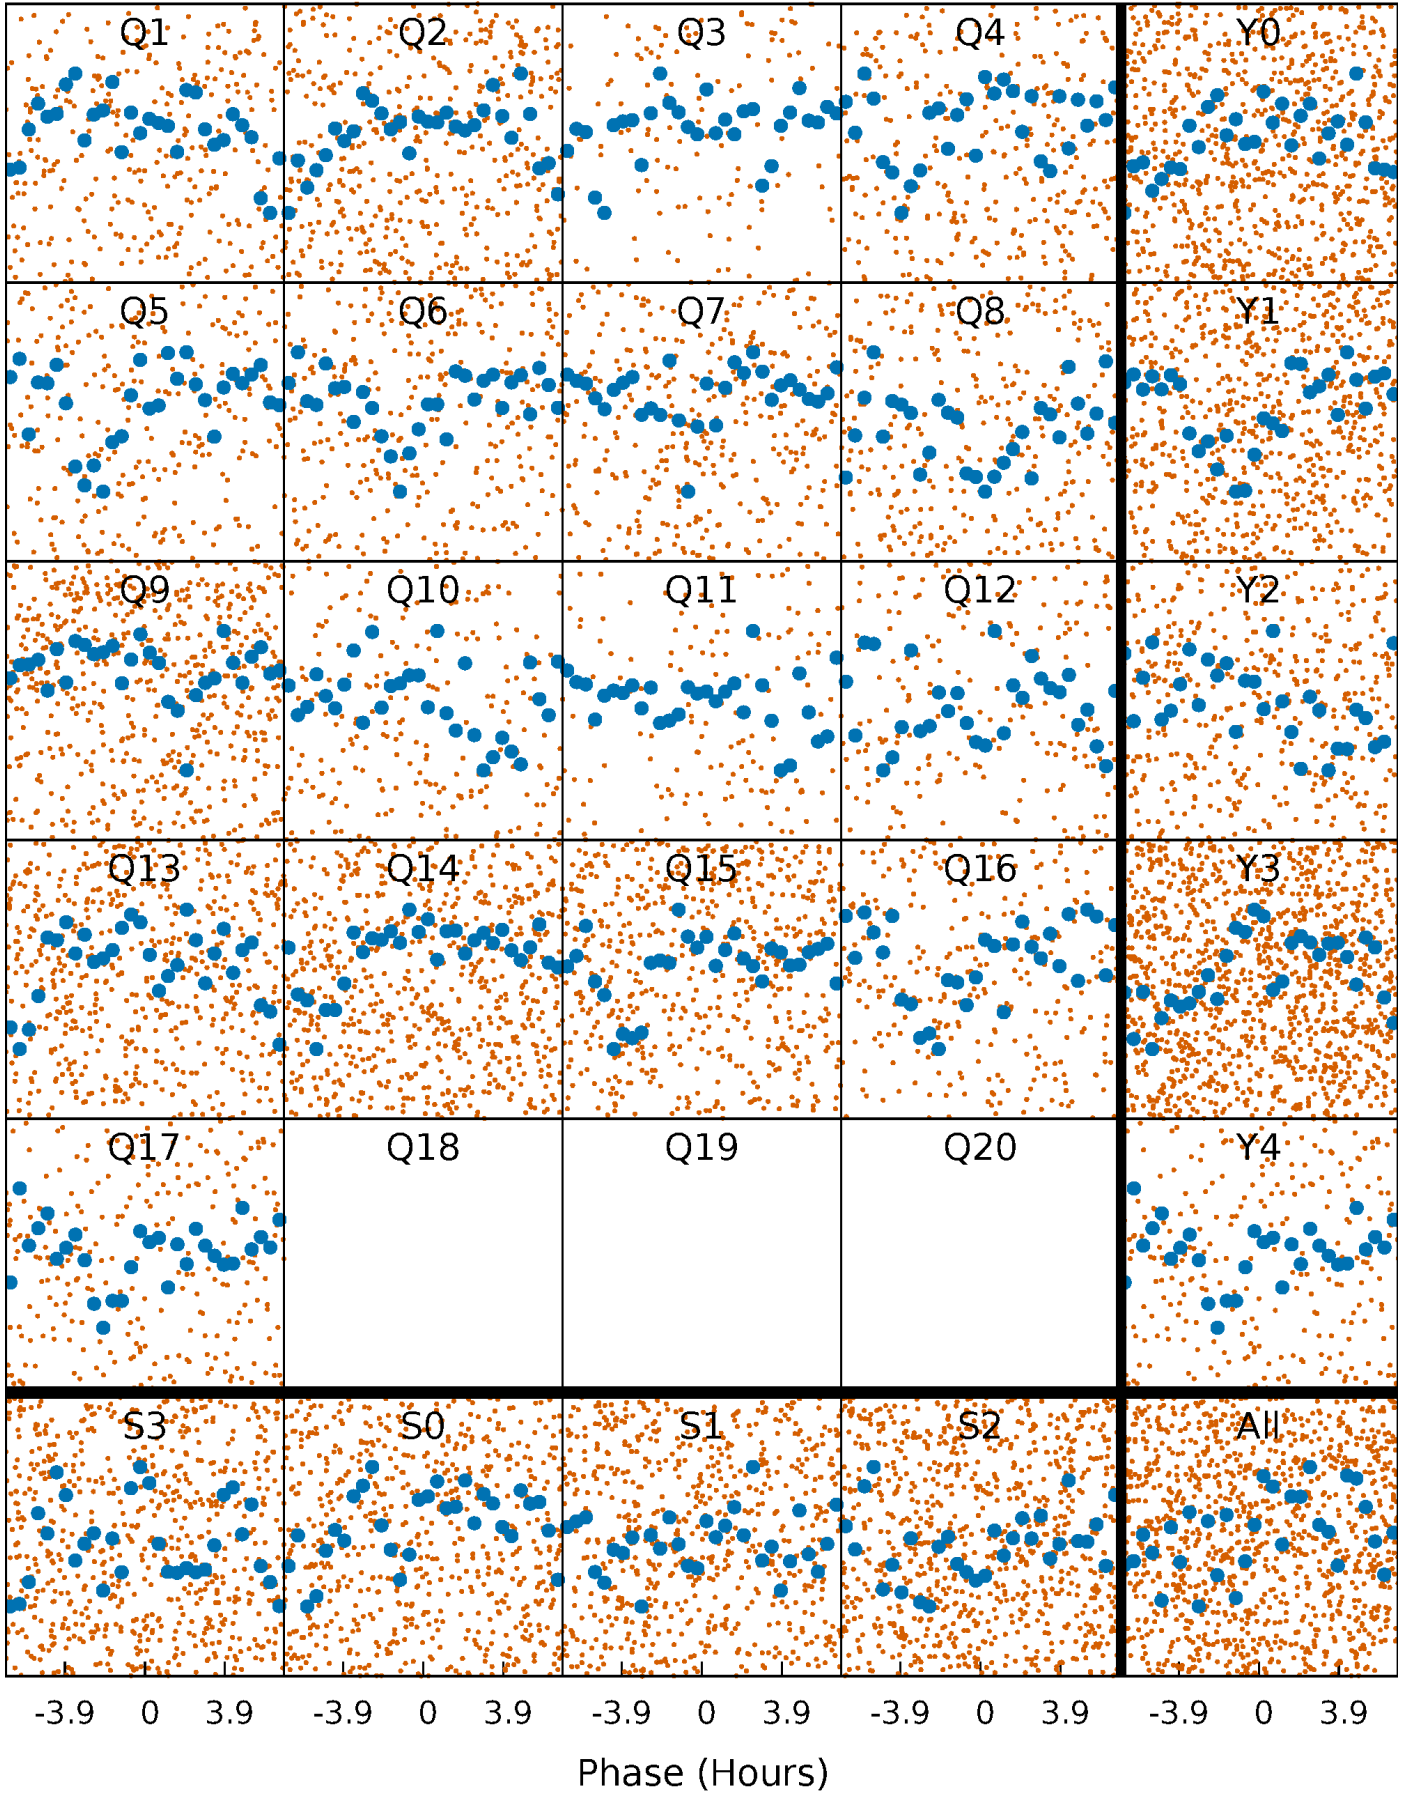 Q1 Q2 Q3 Q4 Y0
Q5 Q6 Q7 Q8 Y1
Q9 Q10 Q11 Q12 Y2
Q13 Q14 Q15 Q16 Y3
Q17 Q18 Q19 Q20 Y4
S3 S0 S1 S2 All
-3.9 0 3.9 -3.9 0 3.9 -3.9 0 3.9 -3.9 0 3.9 -3.9 0 3.9
Phase (Hours)